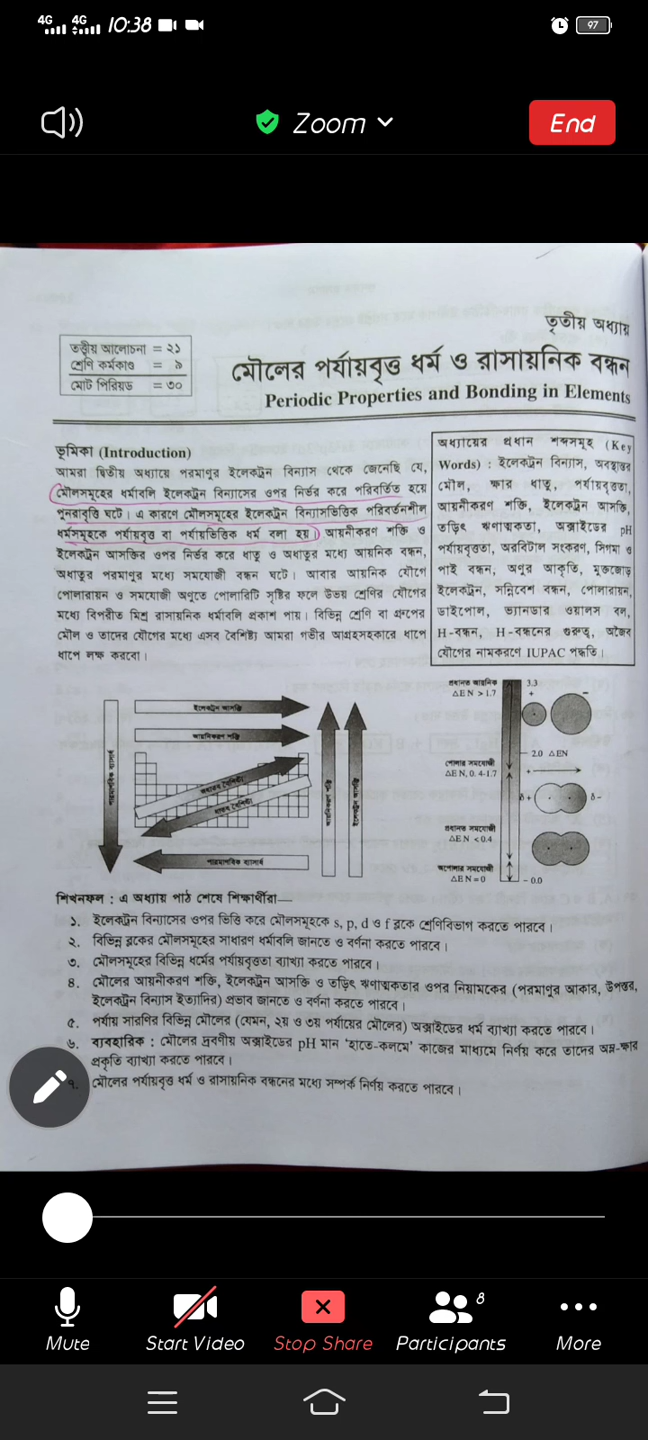 4G 4G 10:38 97
Zoom
End
তৃতীয় অধ্যায়
তত্ত্বীয় আলোচনা = ২১
শ্রেণি কর্মকাণ্ড = ৯
মোট পিরিয়ড = ৩০
মৌলের পর্যায়বৃত্ত ধর্ম ও রাসায়নিক বন্ধন
Periodic Properties and Bonding in Elements
ভূমিকা (Introduction)
আমরা দ্বিতীয় অধ্যায়ে পরমাণুর ইলেকট্রন বিন্যাস থেকে জেনেছি যে,
মৌলসমূহের ধর্মাবলি ইলেকট্রন বিন্যাসের ওপর নির্ভর করে পরিবর্তিত হয়ে
পুনরাবৃত্তি ঘটে। এ কারণে মৌলসমূহের ইলেকট্রন বিন্যাসভিত্তিক পরিবর্তনশীল
ধর্মসমূহকে পর্যায়বৃত্ত বা পর্যায়ভিত্তিক ধর্ম বলা হয়। আয়নীকরণ শক্তি ও
ইলেকট্রন আসক্তির ওপর নির্ভর করে ধাতু ও অধাতুর মধ্যে আয়নিক বন্ধন,
অধাতুর পরমাণুর মধ্যে সমযোজী বন্ধন ঘটে। আবার আয়নিক যৌগে
পোলারায়ন ও সমযোজী অণুতে পোলারিটি সৃষ্টির ফলে উভয় শ্রেণির যৌগের
মধ্যে বিপরীত মিশ্র রাসায়নিক ধর্মাবলি প্রকাশ পায়। বিভিন্ন শ্রেণি বা গ্রুপের
মৌল ও তাদের যৌগের মধ্যে এসব বৈশিষ্ট্য আমরা গভীর আগ্রহসহকারে ধাপে
ধাপে লক্ষ করবো।
অধ্যায়ের প্রধান শব্দসমূহ (Key
Words) : ইলেকট্রন বিন্যাস, অবস্থান্তর
মৌল, ক্ষার ধাতু, পর্যায়বৃত্ততা,
আয়নীকরণ শক্তি, ইলেকট্রন আসক্তি,
তড়িৎ ঋণাত্মকতা, অক্সাইডের pH
পর্যায়বৃত্ততা, অরবিটাল সংকরণ, সিগমা ও
পাই বন্ধন, অণুর আকৃতি, মুক্তজোড়
ইলেকট্রন, সন্নিবেশ বন্ধন, পোলারায়ন,
ডাইপোল, ভ্যানডার ওয়ালস বল,
H-বন্ধন, H-বন্ধনের গুরুত্ব, অজৈব
যৌগের নামকরণে IUPAC পদ্ধতি।
ইলেকট্রন আসক্তি
আয়নিকরণ শক্তি
পারমাণবিক ব্যাসার্ধ
অধাতব বৈশিষ্ট্য
ধাতব বৈশিষ্ট্য
পারমাণবিক ব্যাসার্ধ
আয়নিকরণ শক্তি
ইলেকট্রন আসক্তি
প্রধানত আয়নিক
ΔEN > 1.7
3.3
+
−
2.0 ΔEN
পোলার সমযোজী
ΔEN, 0.4-1.7
δ+
δ−
প্রধানত সমযোজী
ΔEN < 0.4
অপোলার সমযোজী
ΔEN = 0
0.0
শিখনফল : এ অধ্যায় পাঠ শেষে শিক্ষার্থীরা—
১. ইলেকট্রন বিন্যাসের ওপর ভিত্তি করে মৌলসমূহকে s, p, d ও f ব্লকে শ্রেণিবিভাগ করতে পারবে।
২. বিভিন্ন ব্লকের মৌলসমূহের সাধারণ ধর্মাবলি জানতে ও বর্ণনা করতে পারবে।
৩. মৌলসমূহের বিভিন্ন ধর্মের পর্যায়বৃত্ততা ব্যাখ্যা করতে পারবে।
৪. মৌলের আয়নীকরণ শক্তি, ইলেকট্রন আসক্তি ও তড়িৎ ঋণাত্মকতার ওপর নিয়ামকের (পরমাণুর আকার, উপস্তর,
ইলেকট্রন বিন্যাস ইত্যাদির) প্রভাব জানতে ও বর্ণনা করতে পারবে।
৫. পর্যায় সারণির বিভিন্ন মৌলের (যেমন, ২য় ও ৩য় পর্যায়ের মৌলের) অক্সাইডের ধর্ম ব্যাখ্যা করতে পারবে।
৬. ব্যবহারিক : মৌলের দ্রবণীয় অক্সাইডের pH মান ‘হাতে-কলমে’ কাজের মাধ্যমে নির্ণয় করে তাদের অম্ল-ক্ষার
প্রকৃতি ব্যাখ্যা করতে পারবে।
৭. মৌলের পর্যায়বৃত্ত ধর্ম ও রাসায়নিক বন্ধনের মধ্যে সম্পর্ক নির্ণয় করতে পারবে।
Mute
Start Video
Stop Share
8
Participants
More